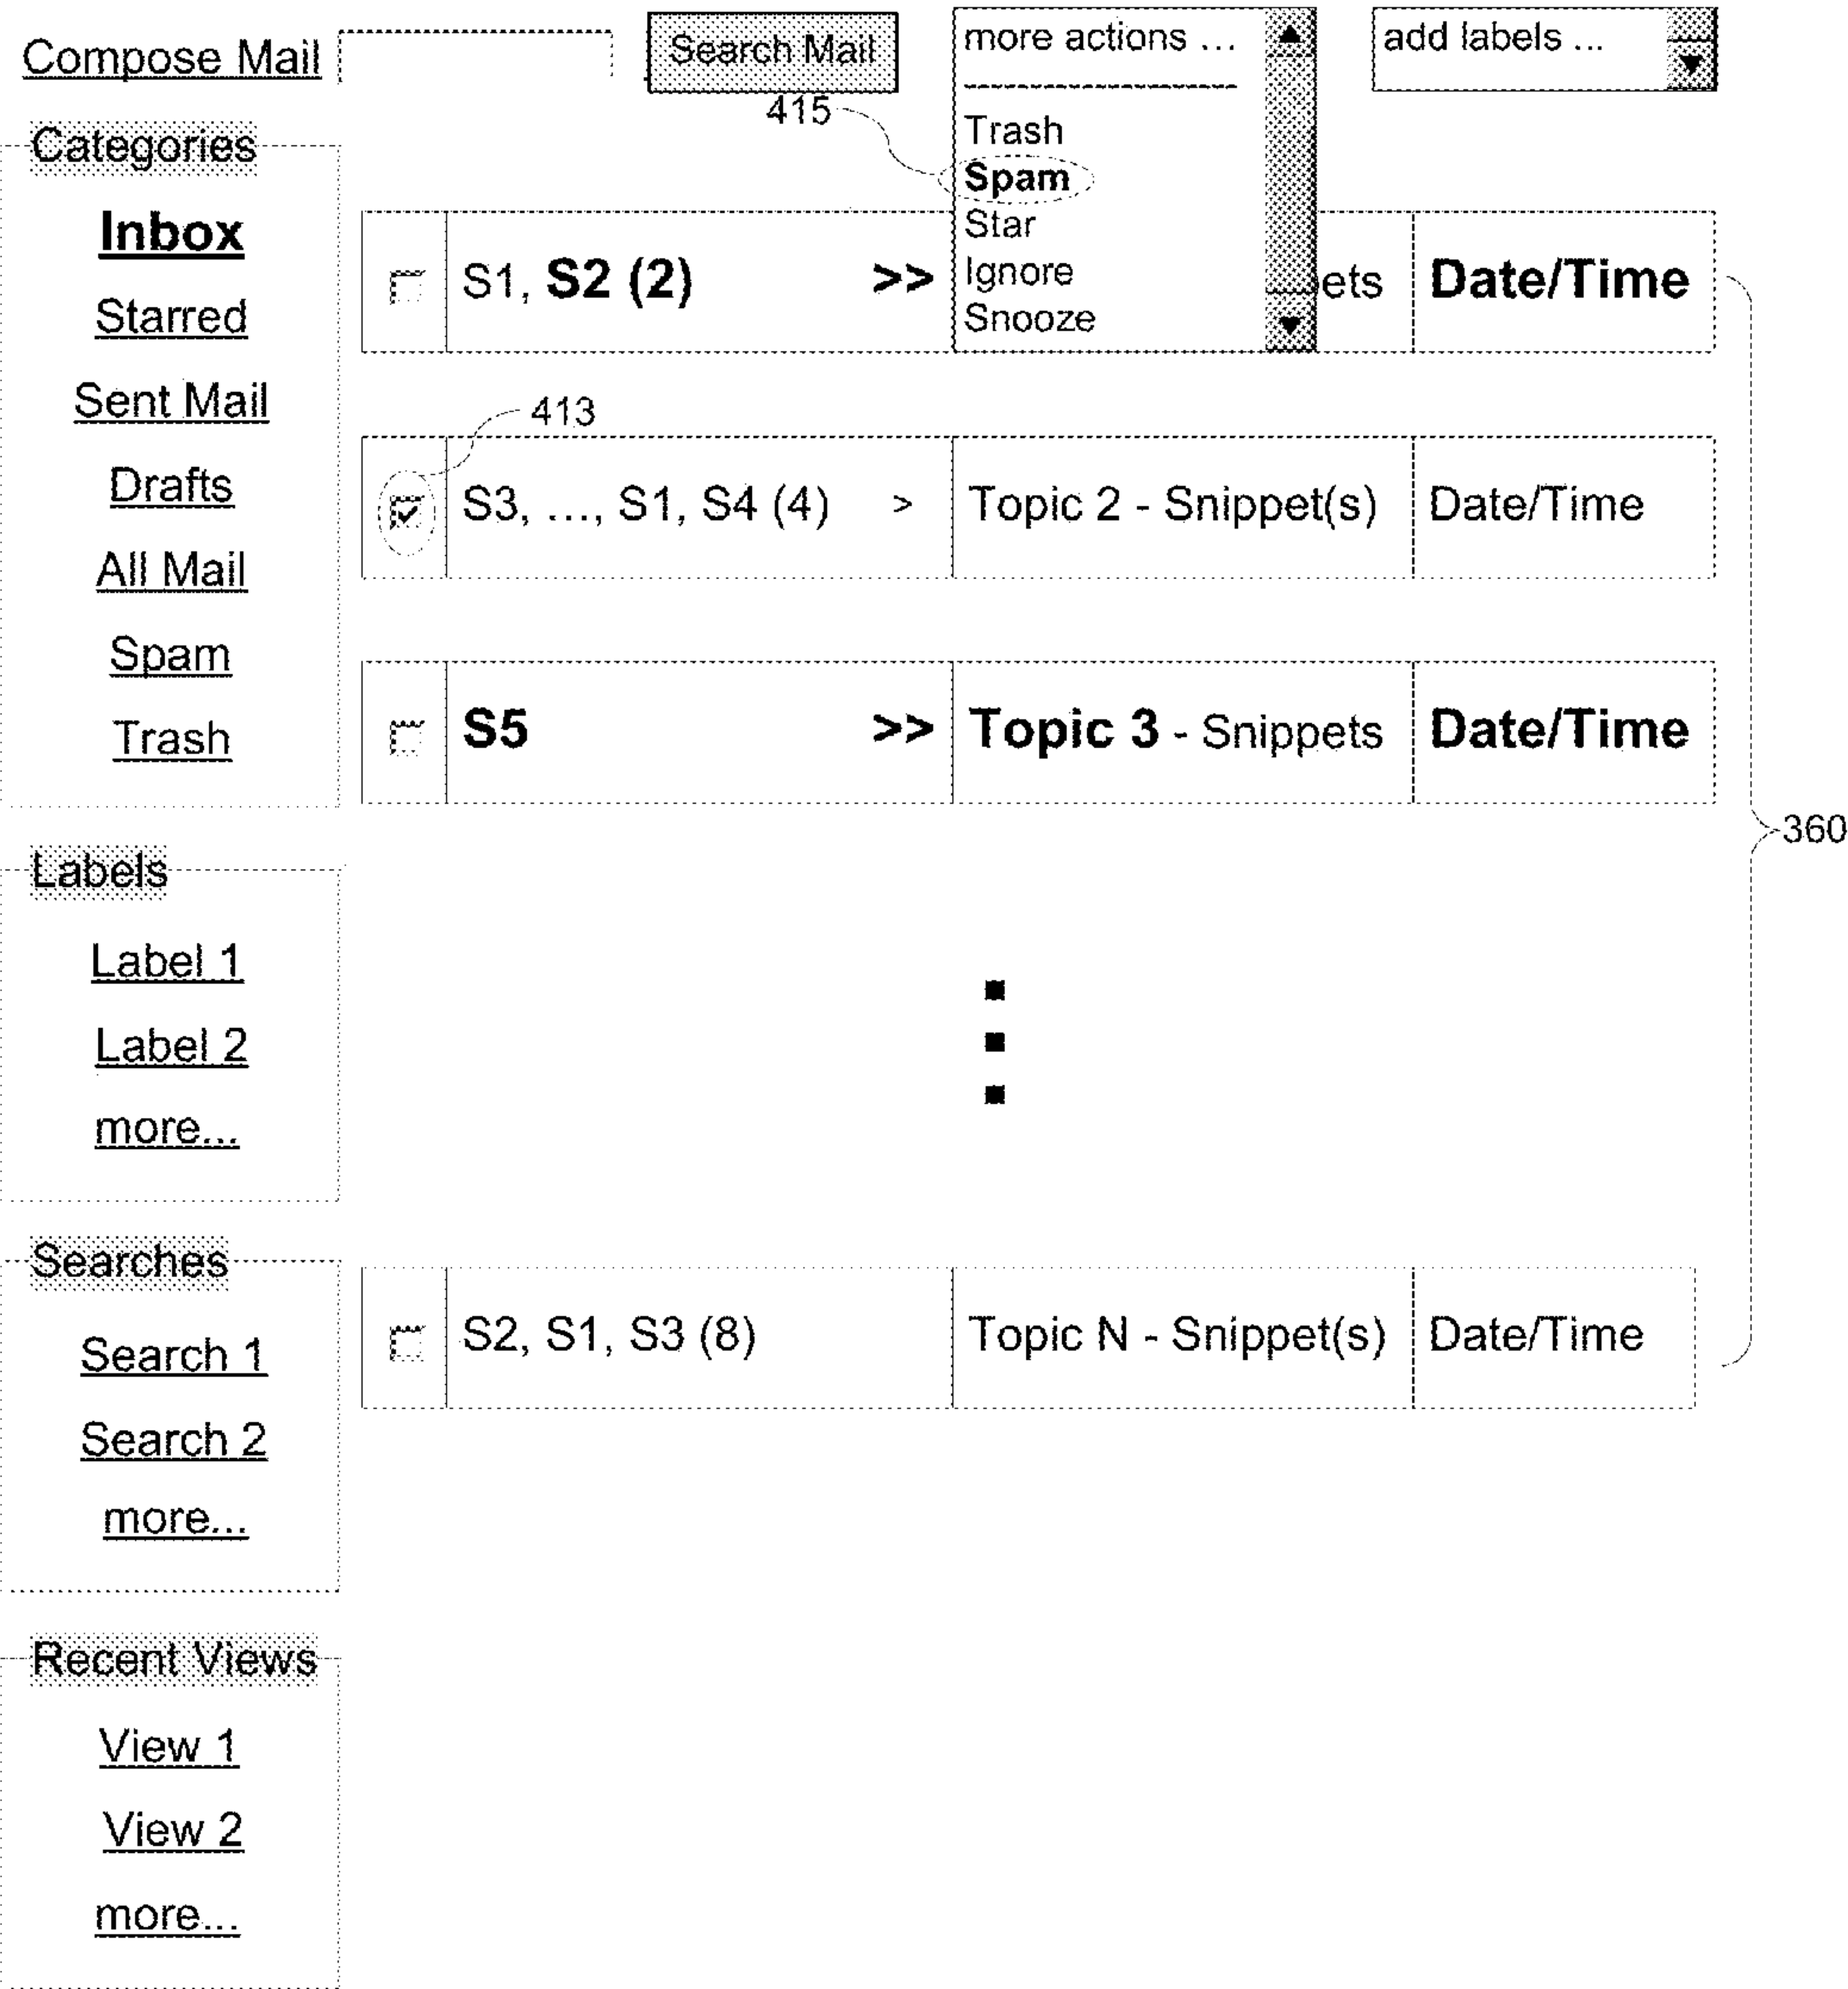 Compose Mail
Search Mail
more actions ...
add labels ...
415
Trash
Spam
Star
Ignore
Snooze
Categories
Inbox
Starred
Sent Mail
Drafts
All Mail
Spam
Trash
S1, S2 (2) >> ets Date/Time
413
S3, ..., S1, S4 (4) > Topic 2 - Snippet(s) Date/Time
S5 >> Topic 3 - Snippets Date/Time
360
Labels
Label 1
Label 2
more...
Searches
Search 1
Search 2
more...
S2, S1, S3 (8) Topic N - Snippet(s) Date/Time
Recent Views
View 1
View 2
more...